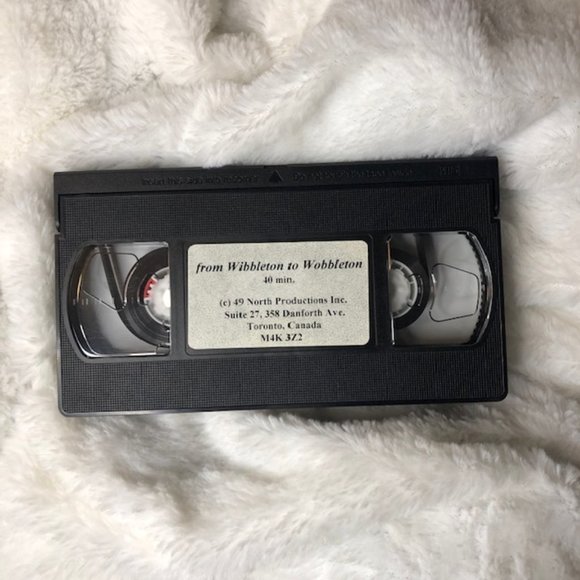 from Wibbleton to Wobbleton
40 min.
(c) 49 North Productions Inc.
Suite 27, 358 Danforth Ave.
Toronto, Canada
M4K 3Z2